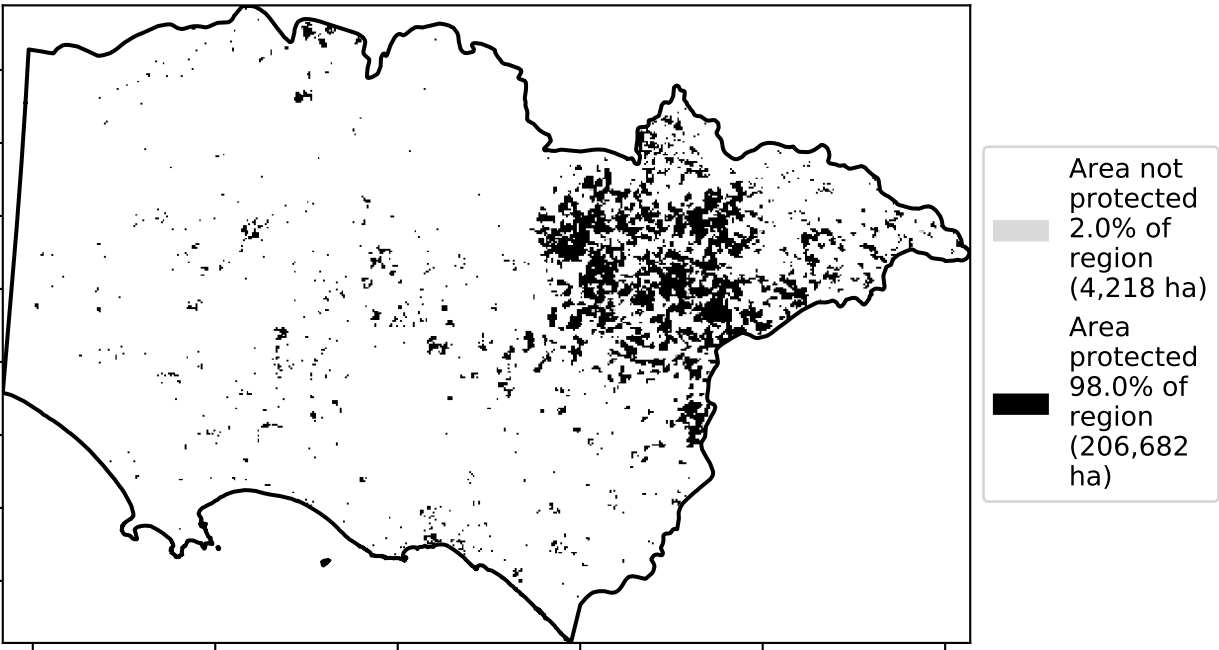 Area not
protected
2.0% of
region
(4,218 ha)
Area
protected
98.0% of
region
(206,682
ha)